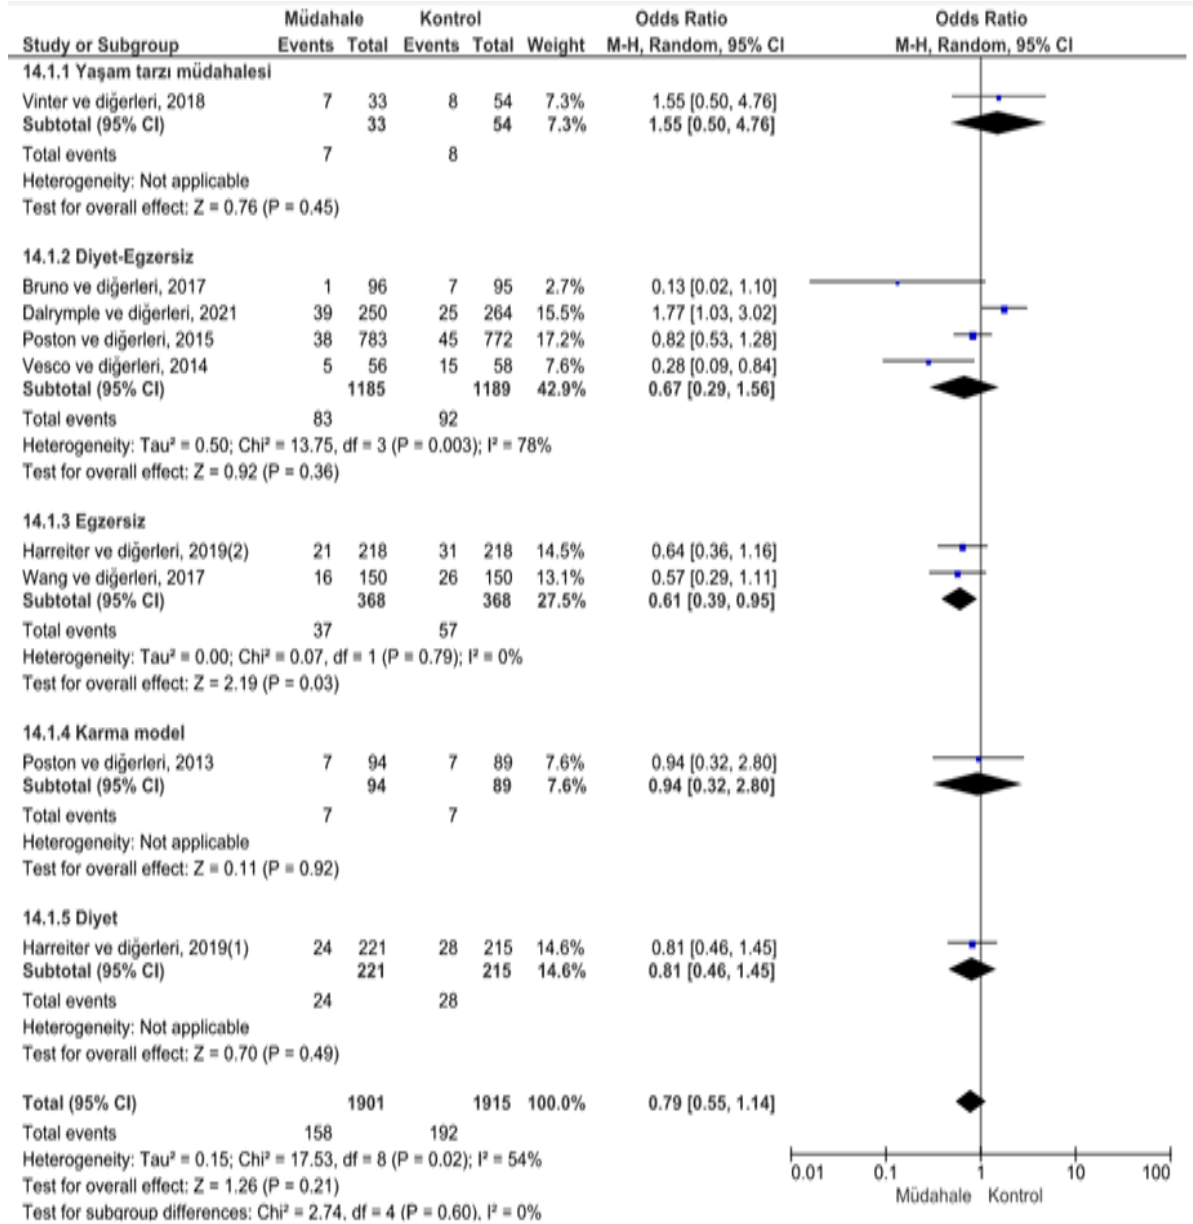 Müdahale Kontrol Odds Ratio Odds Ratio
Study or Subgroup Events Total Events Total Weight M-H, Random, 95% CI M-H, Random, 95% CI
14.1.1 Yaşam tarzı müdahalesi
Vinter ve diğerleri, 2018 7 33 8 54 7.3% 1.55 [0.50, 4.76]
Subtotal (95% CI) 33 54 7.3% 1.55 [0.50, 4.76]
Total events 7 8
Heterogeneity: Not applicable
Test for overall effect: Z = 0.76 (P = 0.45)
14.1.2 Diyet-Egzersiz
Bruno ve diğerleri, 2017 1 96 7 95 2.7% 0.13 [0.02, 1.10]
Dalrymple ve diğerleri, 2021 39 250 25 264 15.5% 1.77 [1.03, 3.02]
Poston ve diğerleri, 2015 38 783 45 772 17.2% 0.82 [0.53, 1.28]
Vesco ve diğerleri, 2014 5 56 15 58 7.6% 0.28 [0.09, 0.84]
Subtotal (95% CI) 1185 1189 42.9% 0.67 [0.29, 1.56]
Total events 83 92
Heterogeneity: Tau² = 0.50; Chi² = 13.75, df = 3 (P = 0.003); I² = 78%
Test for overall effect: Z = 0.92 (P = 0.36)
14.1.3 Egzersiz
Harreiter ve diğerleri, 2019(2) 21 218 31 218 14.5% 0.64 [0.36, 1.16]
Wang ve diğerleri, 2017 16 150 26 150 13.1% 0.57 [0.29, 1.11]
Subtotal (95% CI) 368 368 27.5% 0.61 [0.39, 0.95]
Total events 37 57
Heterogeneity: Tau² = 0.00; Chi² = 0.07, df = 1 (P = 0.79); I² = 0%
Test for overall effect: Z = 2.19 (P = 0.03)
14.1.4 Karma model
Poston ve diğerleri, 2013 7 94 7 89 7.6% 0.94 [0.32, 2.80]
Subtotal (95% CI) 94 89 7.6% 0.94 [0.32, 2.80]
Total events 7 7
Heterogeneity: Not applicable
Test for overall effect: Z = 0.11 (P = 0.92)
14.1.5 Diyet
Harreiter ve diğerleri, 2019(1) 24 221 28 215 14.6% 0.81 [0.46, 1.45]
Subtotal (95% CI) 221 215 14.6% 0.81 [0.46, 1.45]
Total events 24 28
Heterogeneity: Not applicable
Test for overall effect: Z = 0.70 (P = 0.49)
Total (95% CI) 1901 1915 100.0% 0.79 [0.55, 1.14]
Total events 158 192
Heterogeneity: Tau² = 0.15; Chi² = 17.53, df = 8 (P = 0.02); I² = 54%
Test for overall effect: Z = 1.26 (P = 0.21)
Test for subgroup differences: Chi² = 2.74, df = 4 (P = 0.60), I² = 0%
0.01 0.1 1 10 100
Müdahale Kontrol